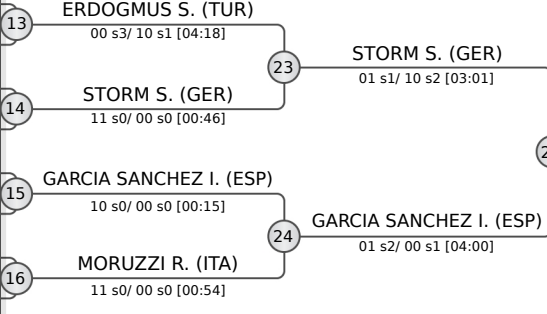 ERDOGMUS S. (TUR)
13
00 s3/ 10 s1 [04:18]
23
STORM S. (GER)
01 s1/ 10 s2 [03:01]
STORM S. (GER)
14
11 s0/ 00 s0 [00:46]
GARCIA SANCHEZ I. (ESP)
15
10 s0/ 00 s0 [00:15]
24
GARCIA SANCHEZ I. (ESP)
01 s2/ 00 s1 [04:00]
MORUZZI R. (ITA)
16
11 s0/ 00 s0 [00:54]